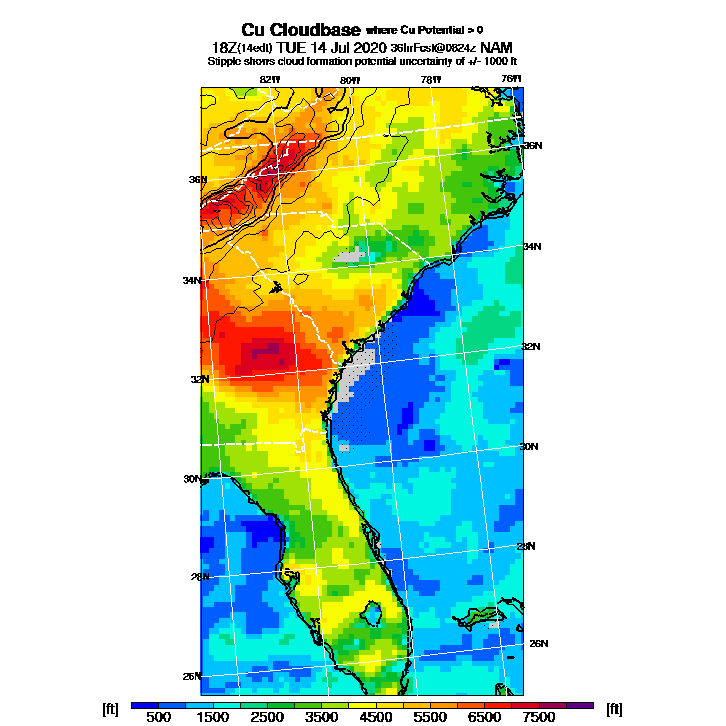 Cu Cloudbase where Cu Potential > 0
18Z(14edt) TUE 14 Jul 2020 36hrFcst@0824z NAM
Stipple shows cloud formation potential uncertainty of +/- 1000 ft
82W 80W 78W 76W
36N
36N
34N
34N
32N
32N
30N
30N
28N
28N
26N
26N
[ft] 500 1500 2500 3500 4500 5500 6500 7500 [ft]